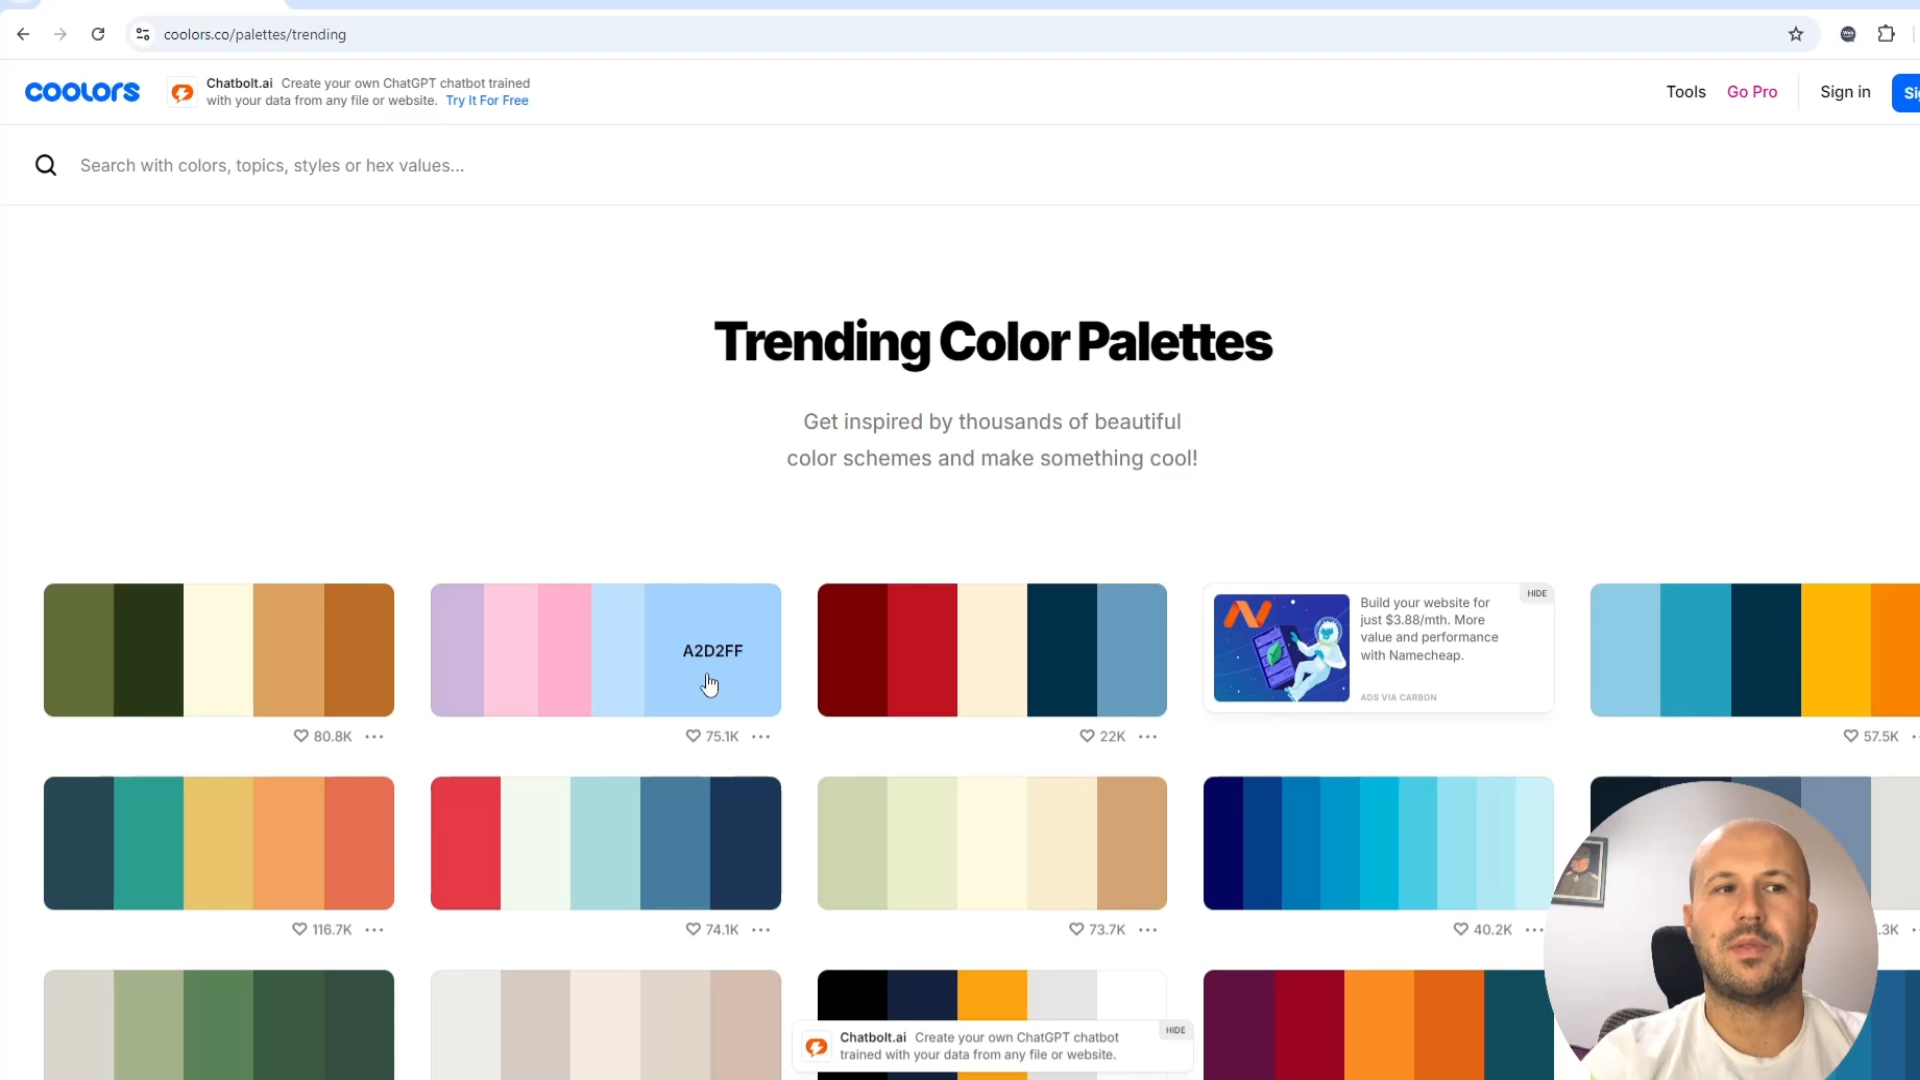 coolors.co/palettes/trending
coolors
Chatbolt.ai Create your own ChatGPT chatbot trained
with your data from any file or website. Try It For Free
Tools
Go Pro
Sign in
Search with colors, topics, styles or hex values...
Trending Color Palettes
Get inspired by thousands of beautiful
color schemes and make something cool!
A2D2FF
HIDE
Build your website for
just $3.88/mth. More
value and performance
with Namecheap.
ADS VIA CARBON
80.8K
75.1K
22K
57.5K
116.7K
74.1K
73.7K
40.2K
.3K
HIDE
Chatbolt.ai Create your own ChatGPT chatbot
trained with your data from any file or website.